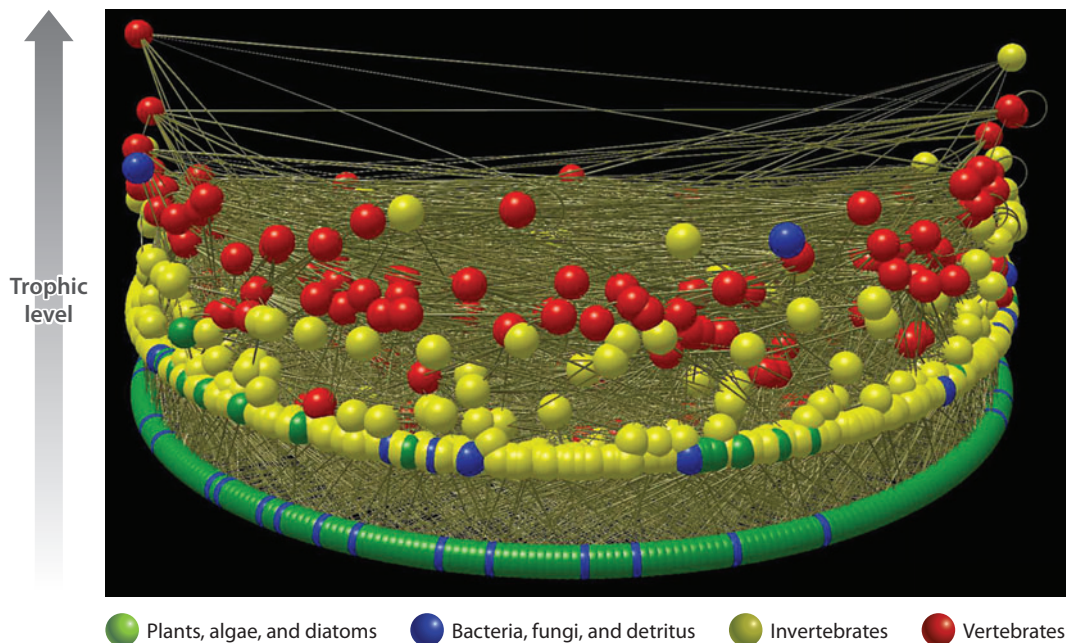 Trophic
level
Plants, algae, and diatoms
Bacteria, fungi, and detritus
Invertebrates
Vertebrates